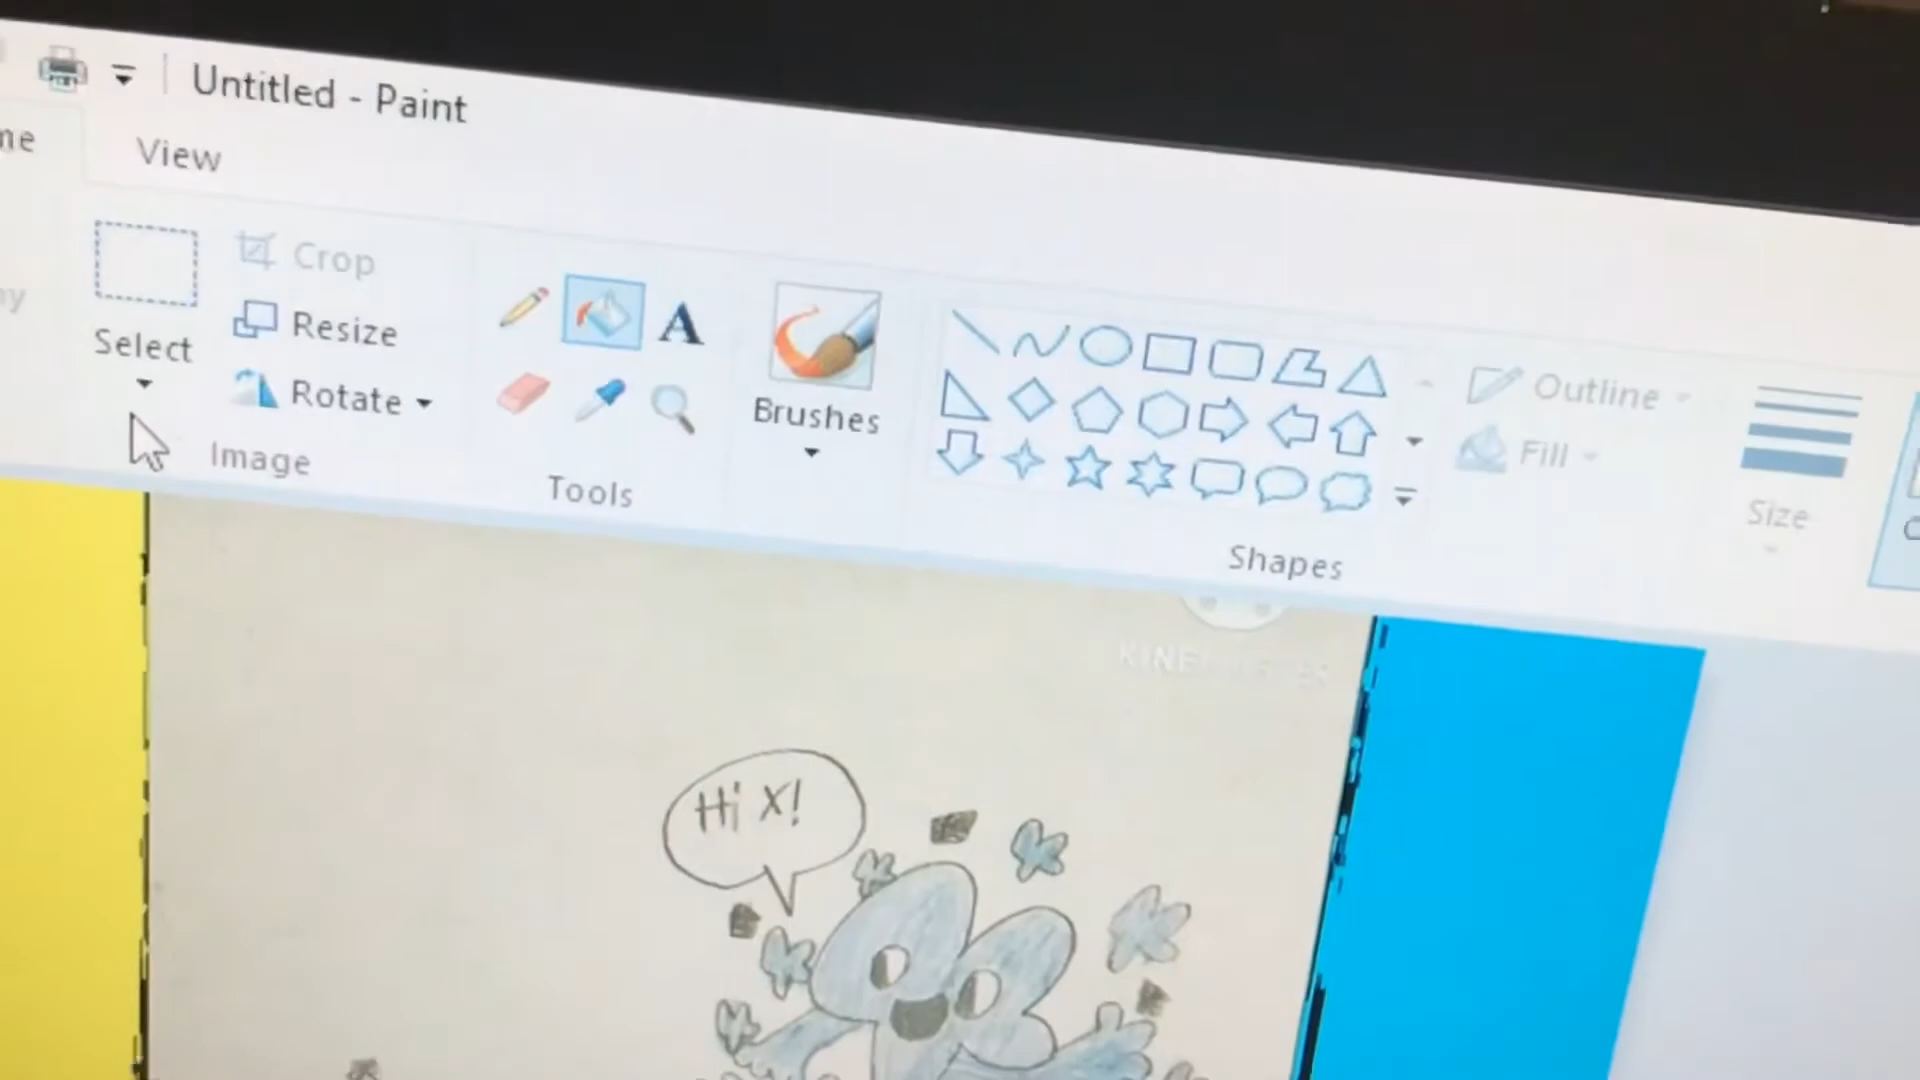 Untitled - Paint
View
Select
Crop
Resize
Rotate
Image
A
Tools
Brushes
Shapes
Outline
Fill
Size
Hi X!